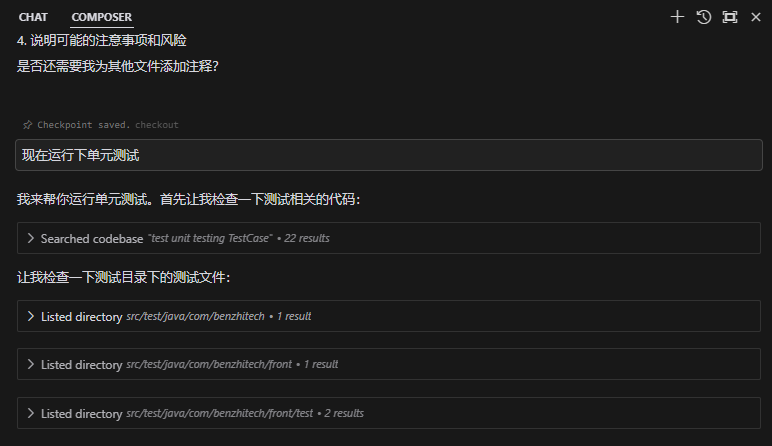 CHAT COMPOSER
4. 说明可能的注意事项和风险
是否还需要我为其他文件添加注释?
Checkpoint saved. checkout
现在运行下单元测试
我来帮你运行单元测试。首先让我检查一下测试相关的代码:
Searched codebase "test unit testing TestCase" • 22 results
让我检查一下测试目录下的测试文件:
Listed directory src/test/java/com/benzhitech • 1 result
Listed directory src/test/java/com/benzhitech/front • 1 result
Listed directory src/test/java/com/benzhitech/front/test • 2 results